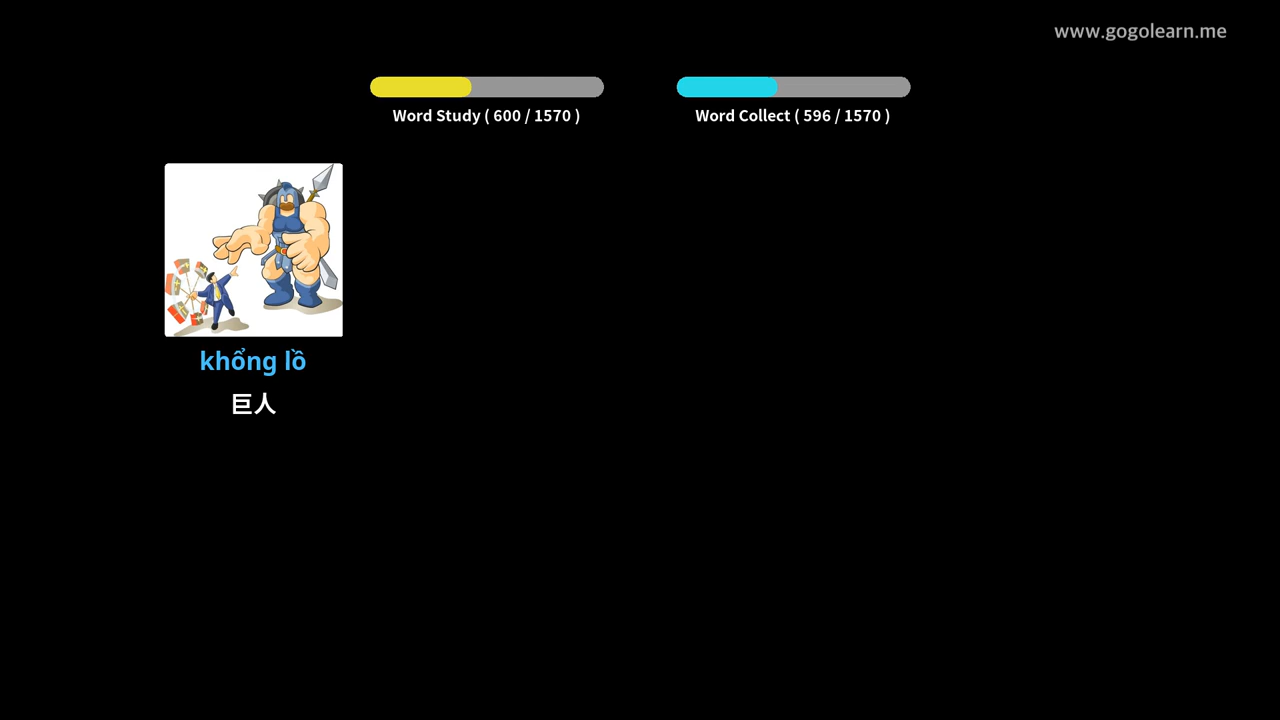 www.gogolearn.me
Word Study ( 600 / 1570 )
Word Collect ( 596 / 1570 )
khổng lồ
巨人